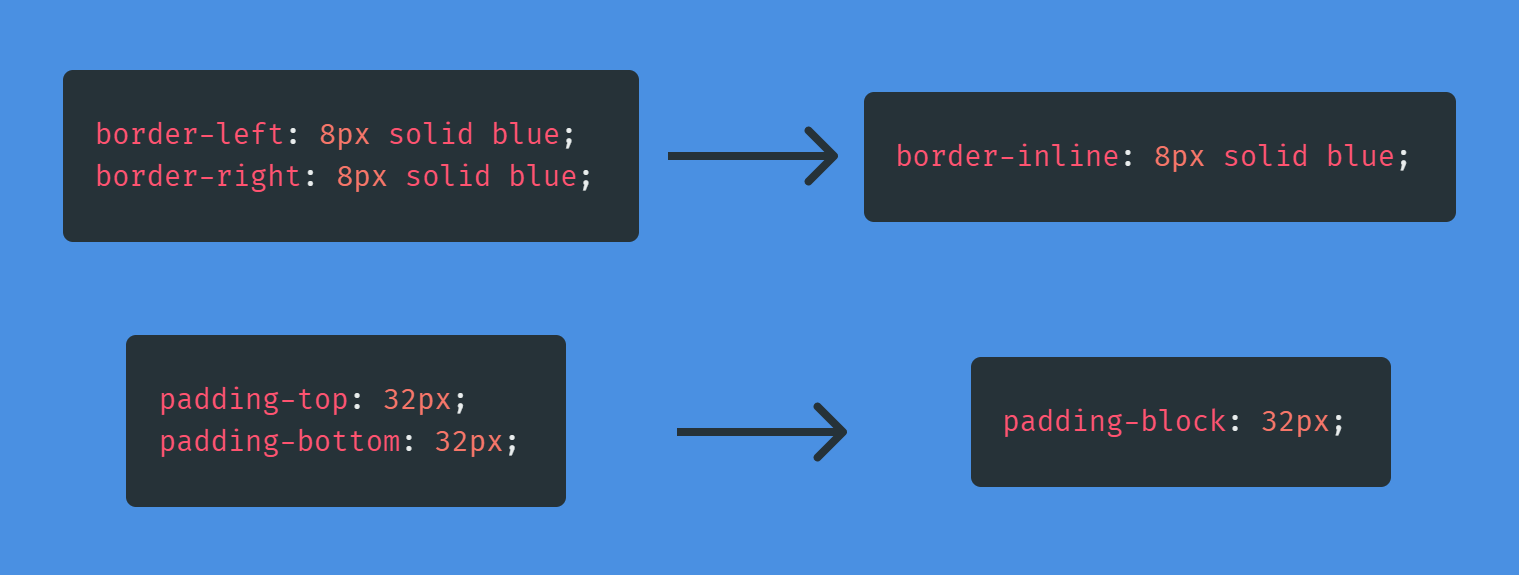 border-left: 8px solid blue;
border-right: 8px solid blue;
border-inline: 8px solid blue;
padding-top: 32px;
padding-bottom: 32px;
padding-block: 32px;